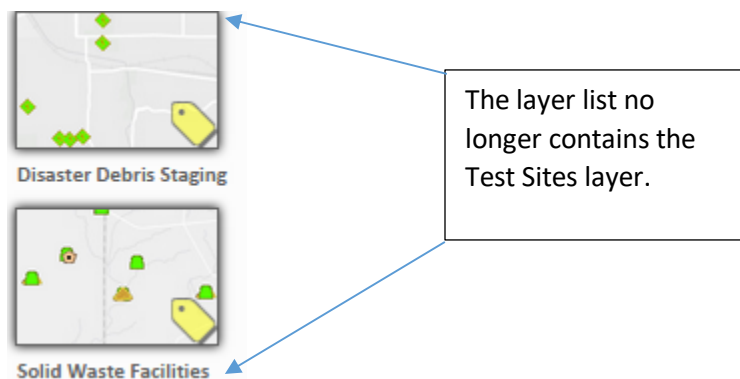 Disaster Debris Staging
Solid Waste Facilities
The layer list no
longer contains the
Test Sites layer.